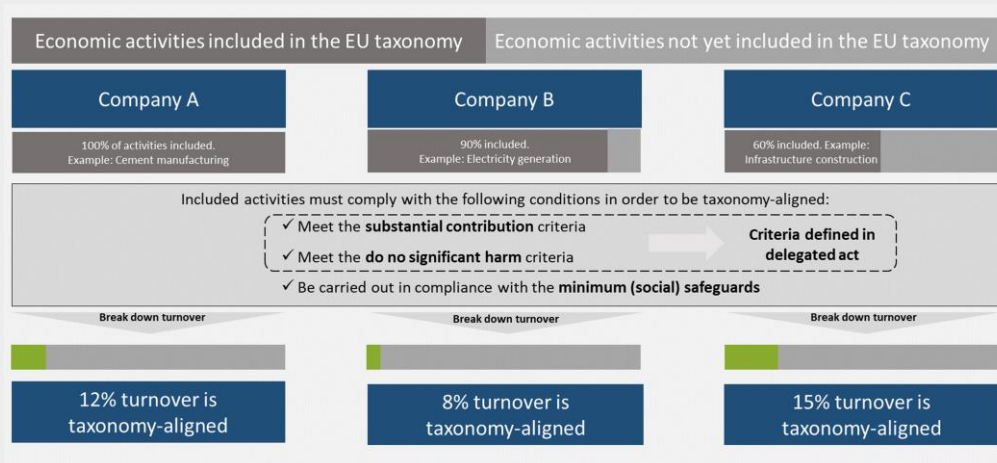 Economic activities included in the EU taxonomy
Economic activities not yet included in the EU taxonomy
Company A
Company B
Company C
100% of activities included.
Example: Cement manufacturing
90% included.
Example: Electricity generation
60% included. Example:
Infrastructure construction
Included activities must comply with the following conditions in order to be taxonomy-aligned:
✓ Meet the substantial contribution criteria
✓ Meet the do no significant harm criteria
Criteria defined in
delegated act
✓ Be carried out in compliance with the minimum (social) safeguards
Break down turnover
Break down turnover
Break down turnover
12% turnover is
taxonomy-aligned
8% turnover is
taxonomy-aligned
15% turnover is
taxonomy-aligned